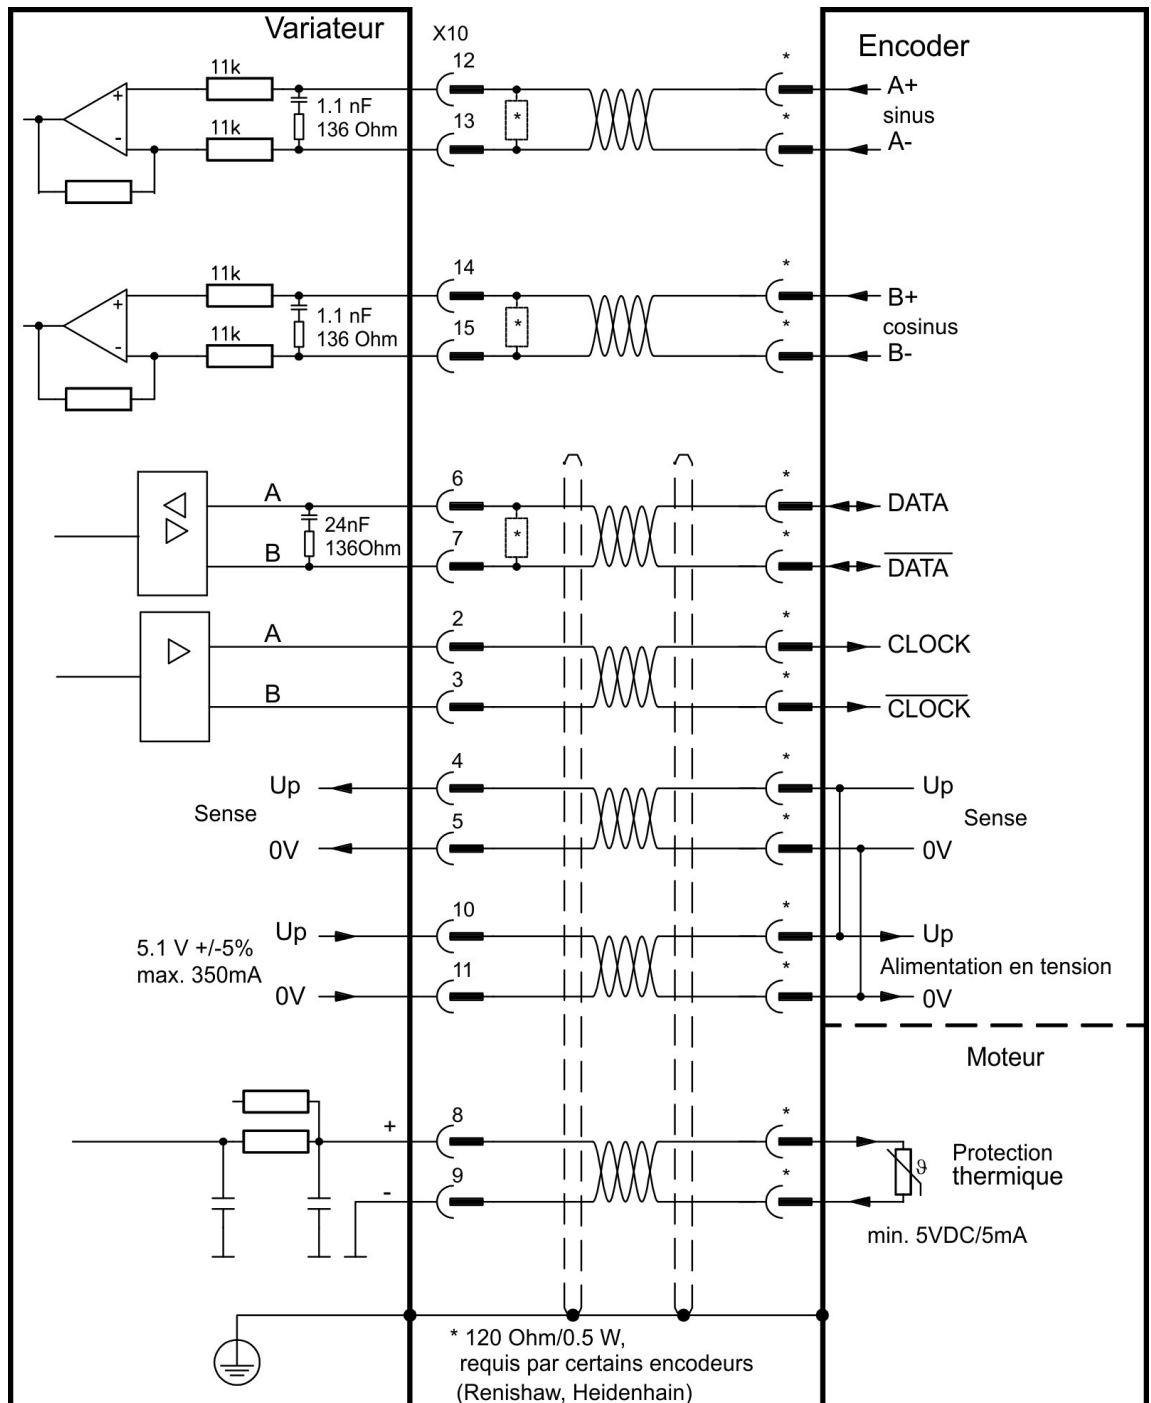 Variateur
X10
Encoder
11k
12
*
A+
+
1.1 nF
136 Ohm
*
sinus
11k
13
*
A-
-
11k
14
*
B+
+
1.1 nF
136 Ohm
*
cosinus
11k
15
*
B-
-
A
6
*
DATA
24nF
136Ohm
*
B
7
*
DATA
A
2
*
CLOCK
B
3
*
CLOCK
Up
4
*
Up
Sense
Sense
0V
5
*
0V
Up
10
*
Up
5.1 V +/-5%
max. 350mA
Alimentation en tension
0V
11
*
0V
Moteur
+
8
*
Protection
thermique
ϑ
-
9
*
min. 5VDC/5mA
* 120 Ohm/0.5 W,
requis par certains encodeurs
(Renishaw, Heidenhain)